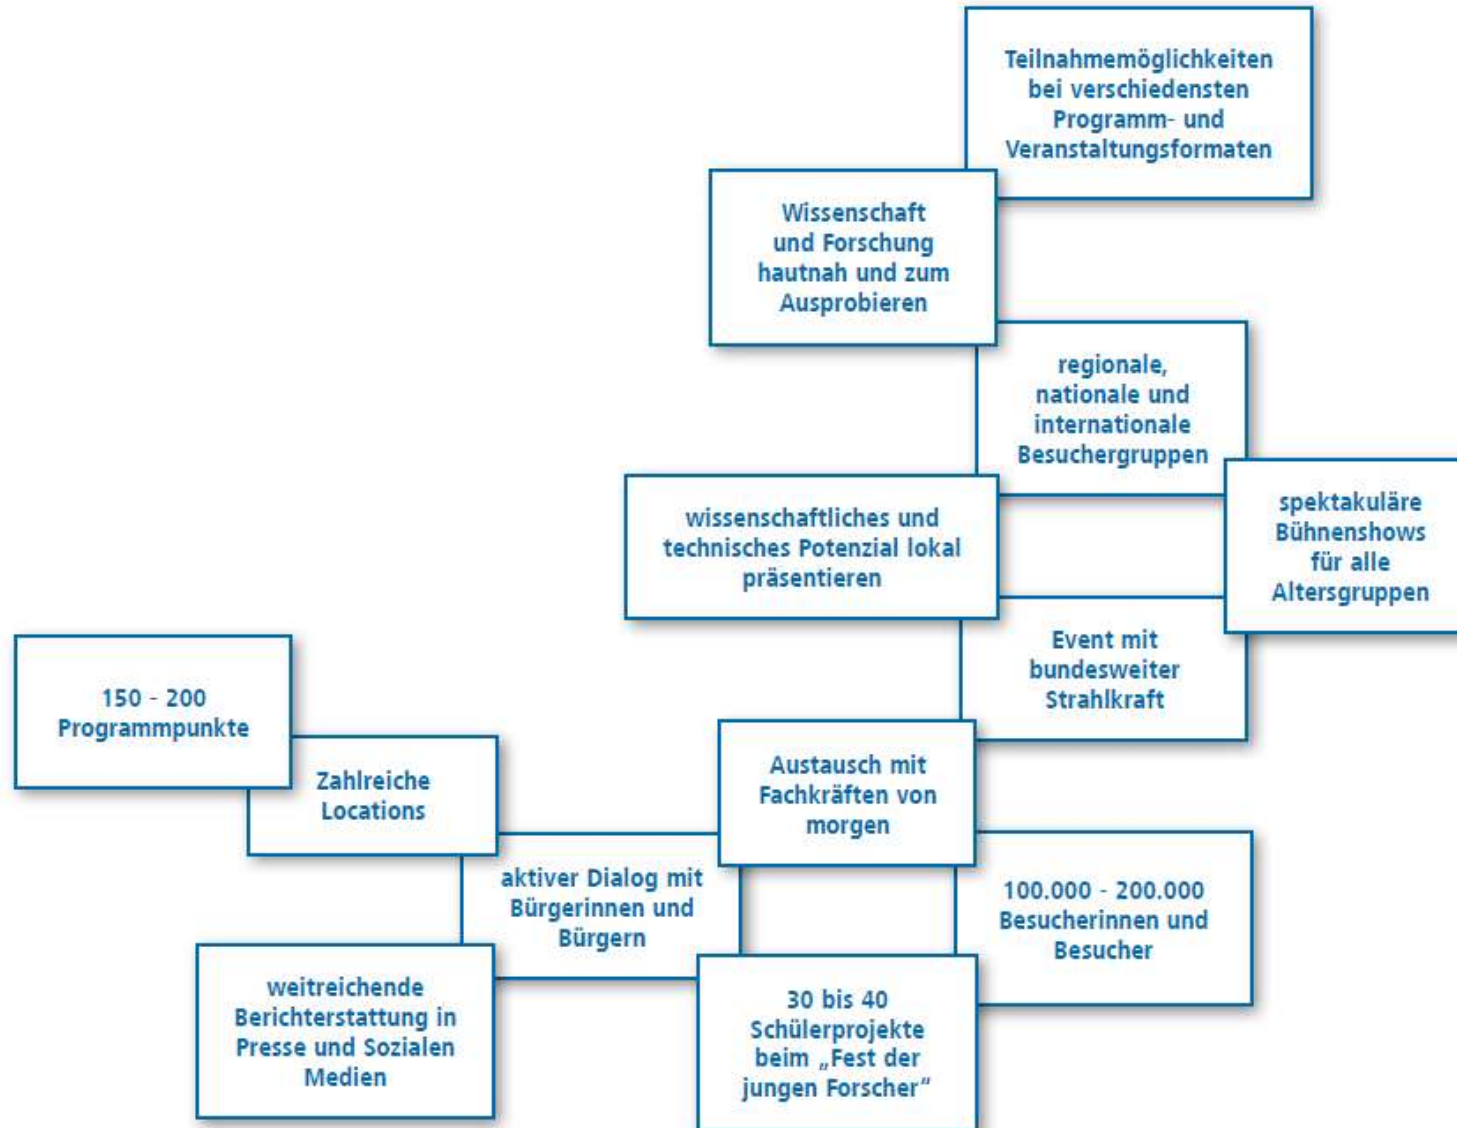 Teilnahmemöglichkeiten
bei verschiedensten
Programm- und
Veranstaltungsformaten
Wissenschaft
und Forschung
hautnah und zum
Ausprobieren
regionale,
nationale und
internationale
Besuchergruppen
spektakuläre
Bühnenshows
für alle
Altersgruppen
wissenschaftliches und
technisches Potenzial lokal
präsentieren
Event mit
bundesweiter
Strahlkraft
150 - 200
Programmpunkte
Zahlreiche
Locations
Austausch mit
Fachkräften von
morgen
aktiver Dialog mit
Bürgerinnen und
Bürgern
100.000 - 200.000
Besucherinnen und
Besucher
weitreichende
Berichterstattung in
Presse und Sozialen
Medien
30 bis 40
Schülerprojekte
beim „Fest der
jungen Forscher“